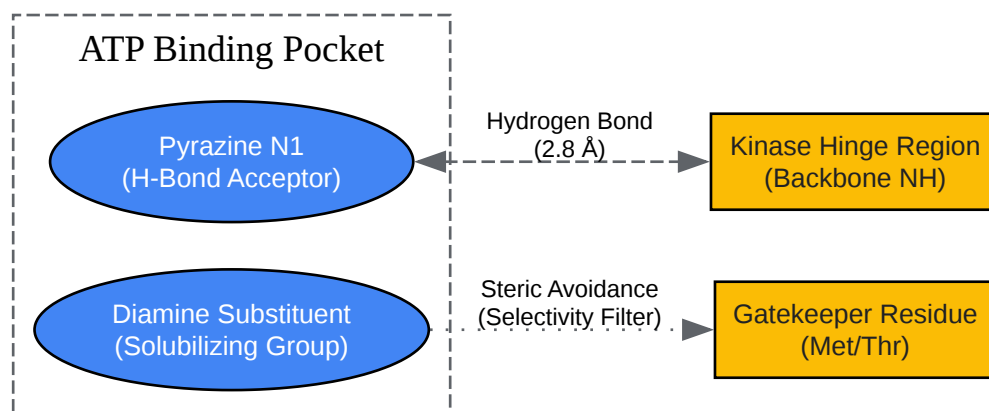 ATP Binding Pocket
Pyrazine N1
(H-Bond Acceptor)
Hydrogen Bond
(2.8 Å)
Kinase Hinge Region
(Backbone NH)
Diamine Substituent
(Solubilizing Group)
Steric Avoidance
(Selectivity Filter)
Gatekeeper Residue
(Met/Thr)